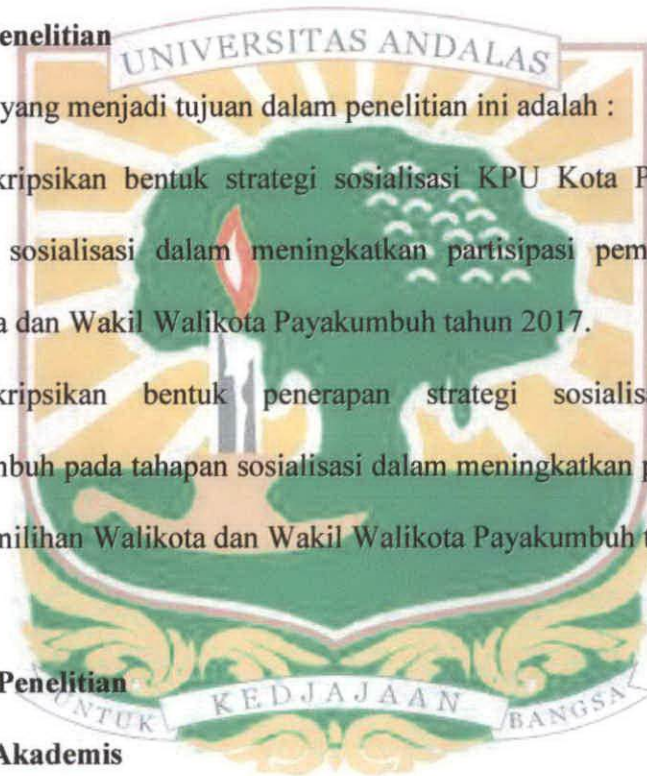 enelitian
UNIVERSITAS ANDALAS
yang menjadi tujuan dalam penelitian ini adalah :
kripsikan bentuk strategi sosialisasi KPU Kota P
sosialisasi dalam meningkatkan partisipasi pem
a dan Wakil Walikota Payakumbuh tahun 2017.
kripsikan bentuk penerapan strategi sosialisa
mbuh pada tahapan sosialisasi dalam meningkatkan p
milihan Walikota dan Wakil Walikota Payakumbuh t
Penelitian
UNTUK KEDJAJAAN BANGSA
Akademis